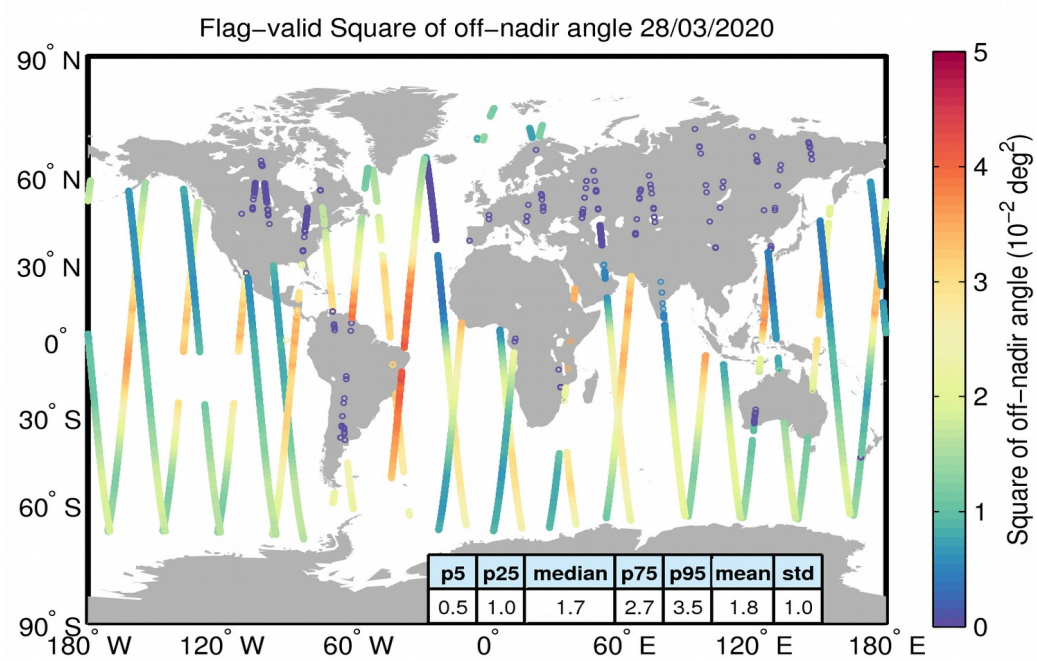 Flag−valid Square of off−nadir angle 28/03/2020
90° N
60° N
30° N
0°
30° S
60° S
90° S
180° W
120° W
60° W
0°
60° E
120° E
180° E
p5 p25 median p75 p95 mean std
0.5 1.0 1.7 2.7 3.5 1.8 1.0
5
4
3
2
1
0
Square of off−nadir angle (10⁻² deg²)